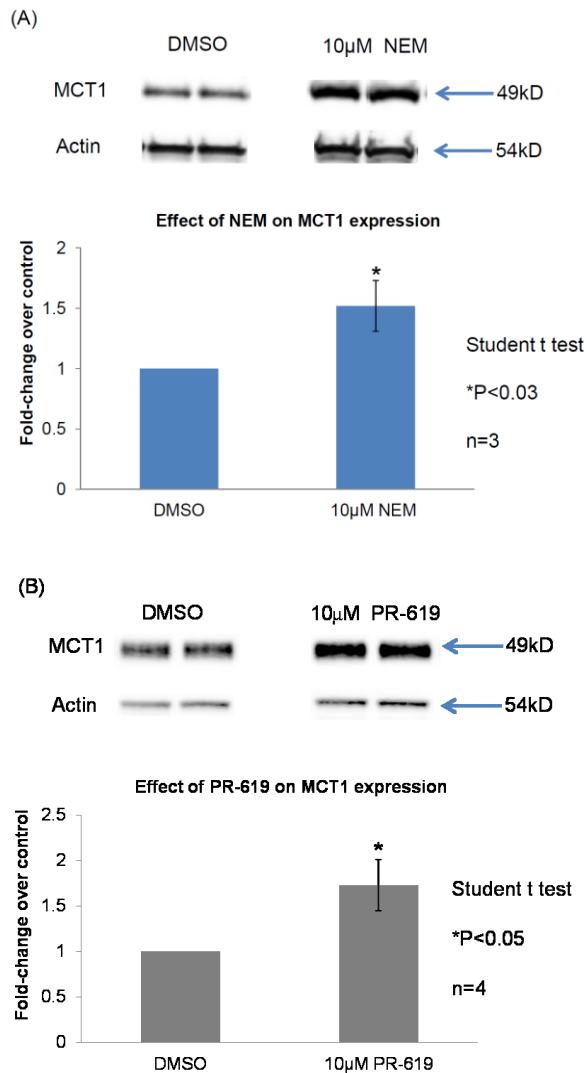 (A)
DMSO 10µM NEM
MCT1 49kD
Actin 54kD
Effect of NEM on MCT1 expression
Fold-change over control
2
1.5
1
0.5
0
*
DMSO 10µM NEM
Student t test
*P<0.03
n=3
(B)
DMSO 10µM PR-619
MCT1 49kD
Actin 54kD
Effect of PR-619 on MCT1 expression
Fold-change over control
2.5
2
1.5
1
0.5
0
*
DMSO 10µM PR-619
Student t test
*P<0.05
n=4